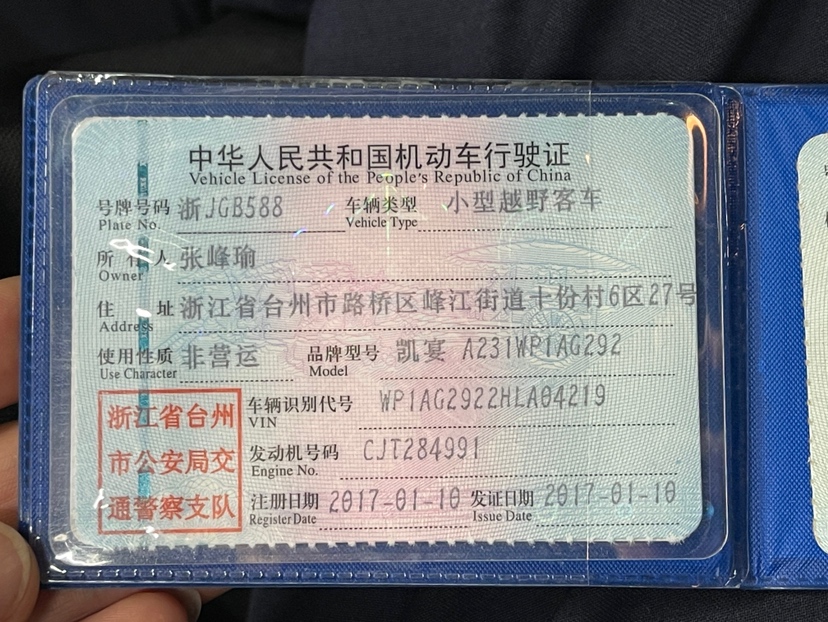 中华人民共和国机动车行驶证
Vehicle License of the People's Republic of China
号牌号码 浙JGB588 车辆类型 小型越野客车
Plate No. Vehicle Type
所有人 张峰瑜
Owner
住址 浙江省台州市路桥区峰江街道卡份村6区27号
Address
使用性质 非营运 品牌型号 凯宴 A231WP1AG292
Use Character Model
浙江省台州 车辆识别代号 WP1AG2922HLA04219
VIN
市公安局交 发动机号码 CJT284991
Engine No.
通警察支队 注册日期 2017-01-10 发证日期 2017-01-10
Register Date Issue Date